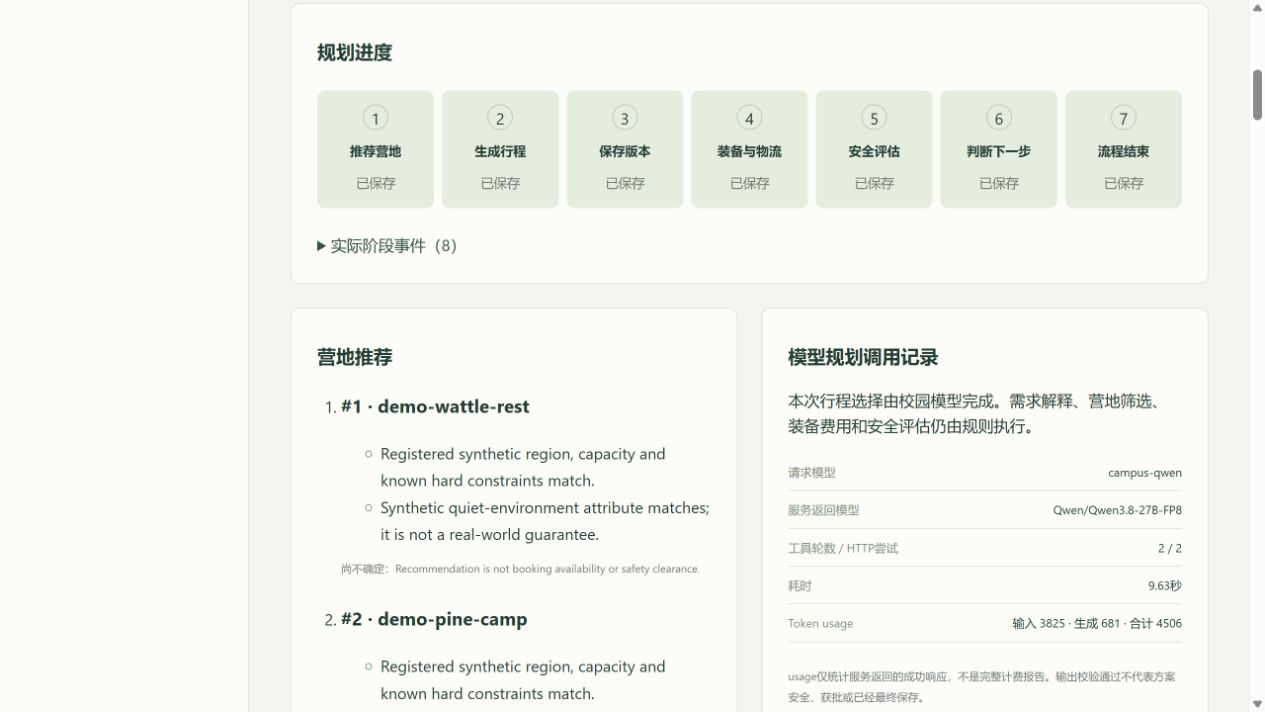 规划进度
1
推荐营地
已保存
2
生成行程
已保存
3
保存版本
已保存
4
装备与物流
已保存
5
安全评估
已保存
6
判断下一步
已保存
7
流程结束
已保存
▶ 实际阶段事件（8）
营地推荐
1. #1 · demo-wattle-rest
Registered synthetic region, capacity and
known hard constraints match.
Synthetic quiet-environment attribute matches;
it is not a real-world guarantee.
尚不确定：Recommendation is not booking availability or safety clearance.
2. #2 · demo-pine-camp
Registered synthetic region, capacity and
known hard constraints match.
模型规划调用记录
本次行程选择由校园模型完成。需求解释、营地筛选、
装备费用和安全评估仍由规则执行。
请求模型 campus-qwen
服务返回模型 Qwen/Qwen3.8-27B-FP8
工具轮数 / HTTP尝试 2 / 2
耗时 9.63秒
Token usage 输入 3825 · 生成 681 · 合计 4506
usage仅统计服务返回的成功响应，不是完整计费报告。输出校验通过不代表方案
安全、获批或已经最终保存。